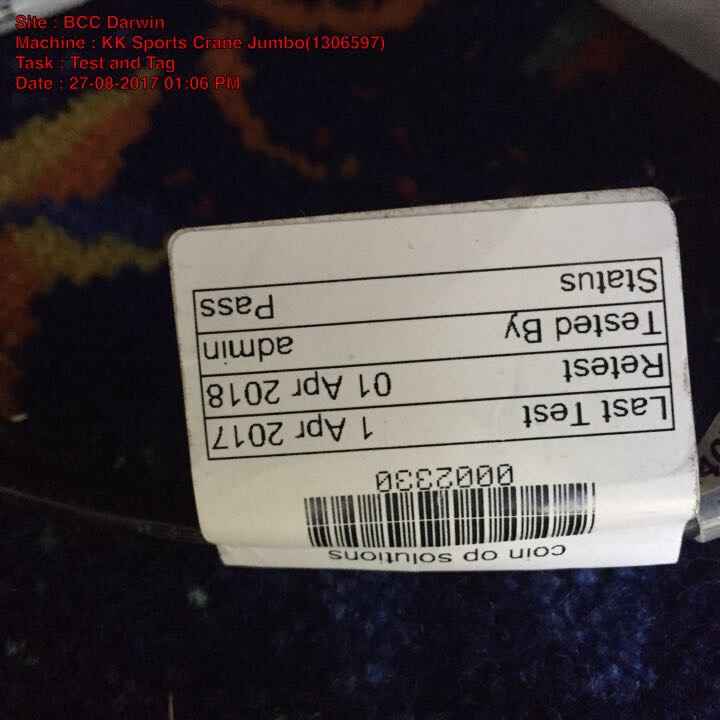 Site : BCC Darwin
Machine : KK Sports Crane Jumbo(1306597)
Task : Test and Tag
Date : 27-08-2017 01:06 PM
coin op solutions
0002330
Last Test 1 Apr 2017
Retest 01 Apr 2018
Tested By admin
Status Pass